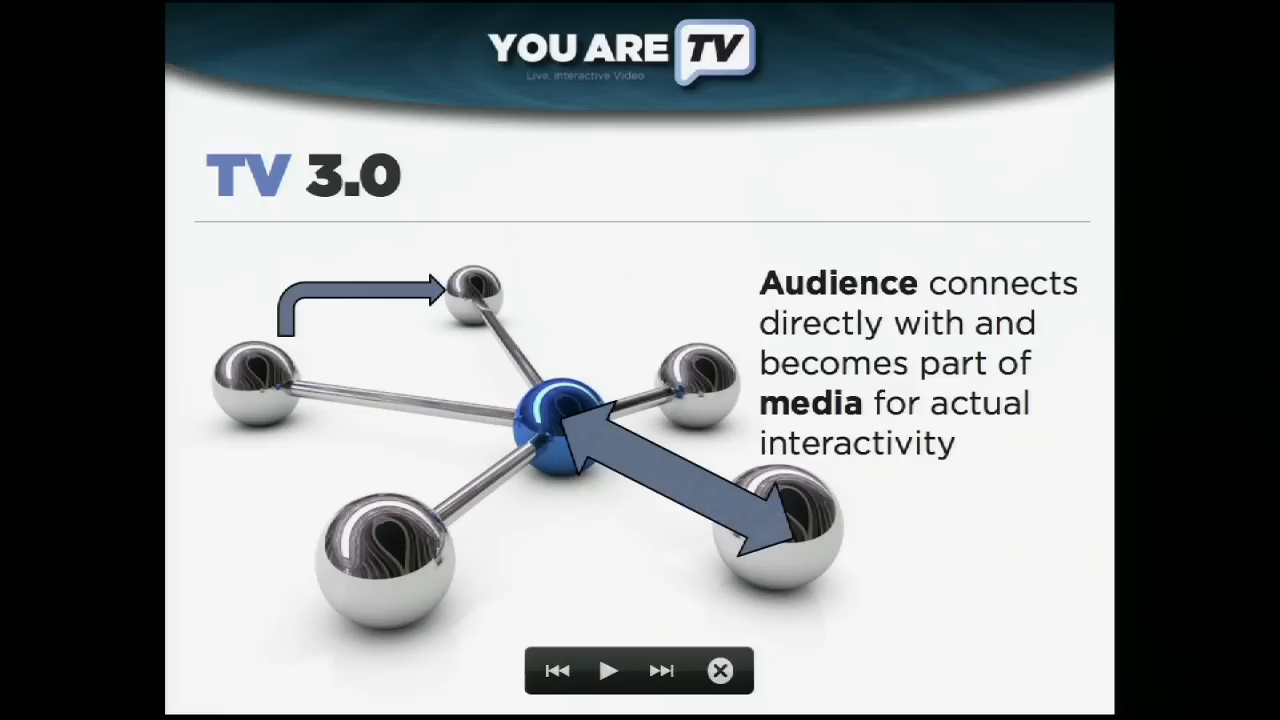 YOU ARE TV
Live, Interactive Video
TV 3.0
Audience connects
directly with and
becomes part of
media for actual
interactivity